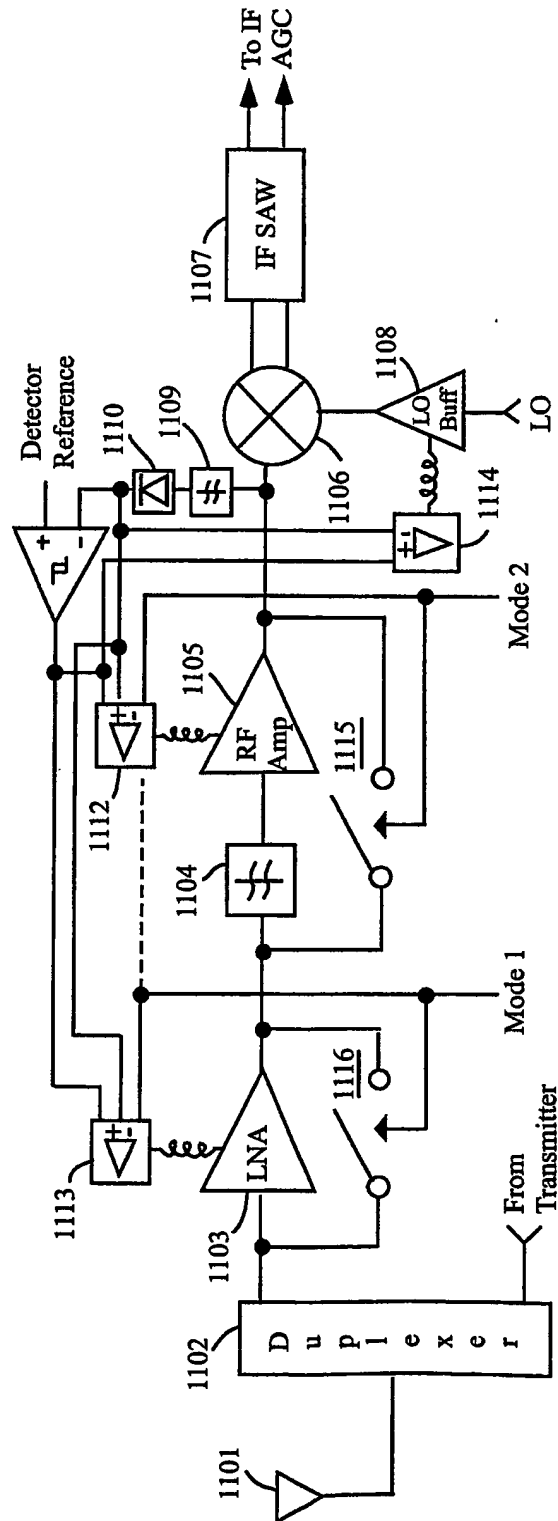 1101
1102
Duplexer
From
Transmitter
1103
LNA
1116
Mode 1
1113
+
-
1104
1105
RF
Amp
1115
Mode 2
1112
+
-
Detector
Reference
+
-
1110
1109
1106
1114
+
-
1108
LO
Buff
LO
1107
IF SAW
To IF
AGC